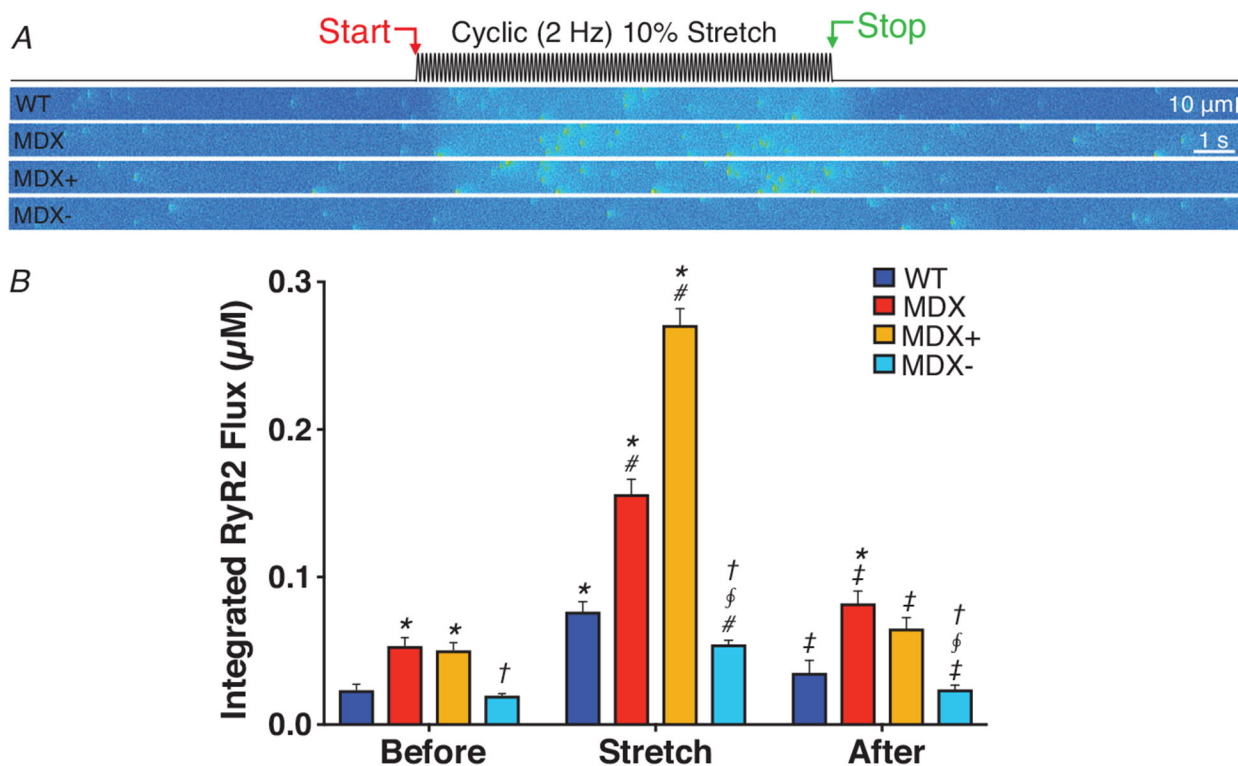 A
Start
Cyclic (2 Hz) 10% Stretch
Stop
WT
10 µm
MDX
1 s
MDX+
MDX-
B
Integrated RyR2 Flux (µM)
0.3
0.2
0.1
0.0
WT
MDX
MDX+
MDX-
*
*
†
*
*
#
*
#
†
∮
#
‡
*
‡
‡
†
∮
‡
Before
Stretch
After